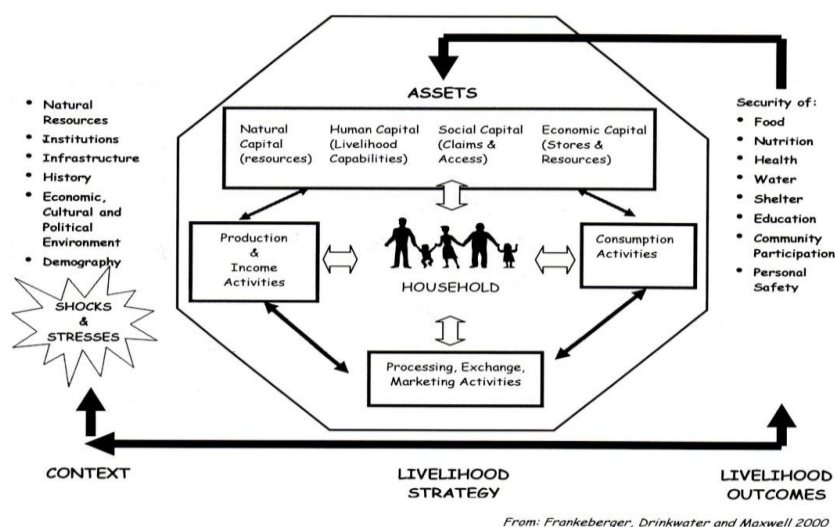 ASSETS
Natural
Capital
(resources)
Human Capital
(Livelihood
Capabilities)
Social Capital
(Claims &
Access)
Economic Capital
(Stores &
Resources)
• Natural
Resources
• Institutions
• Infrastructure
• History
• Economic,
Cultural and
Political
Environment
• Demography
SHOCKS
&
STRESSES
Production
&
Income
Activities
HOUSEHOLD
Consumption
Activities
Processing, Exchange,
Marketing Activities
Security of:
• Food
• Nutrition
• Health
• Water
• Shelter
• Education
• Community
Participation
• Personal
Safety
CONTEXT
LIVELIHOOD
STRATEGY
LIVELIHOOD
OUTCOMES
From: Frankeberger, Drinkwater and Maxwell 2000